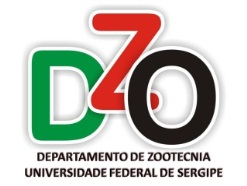 DZO
DEPARTAMENTO DE ZOOTECNIA
UNIVERSIDADE FEDERAL DE SERGIPE